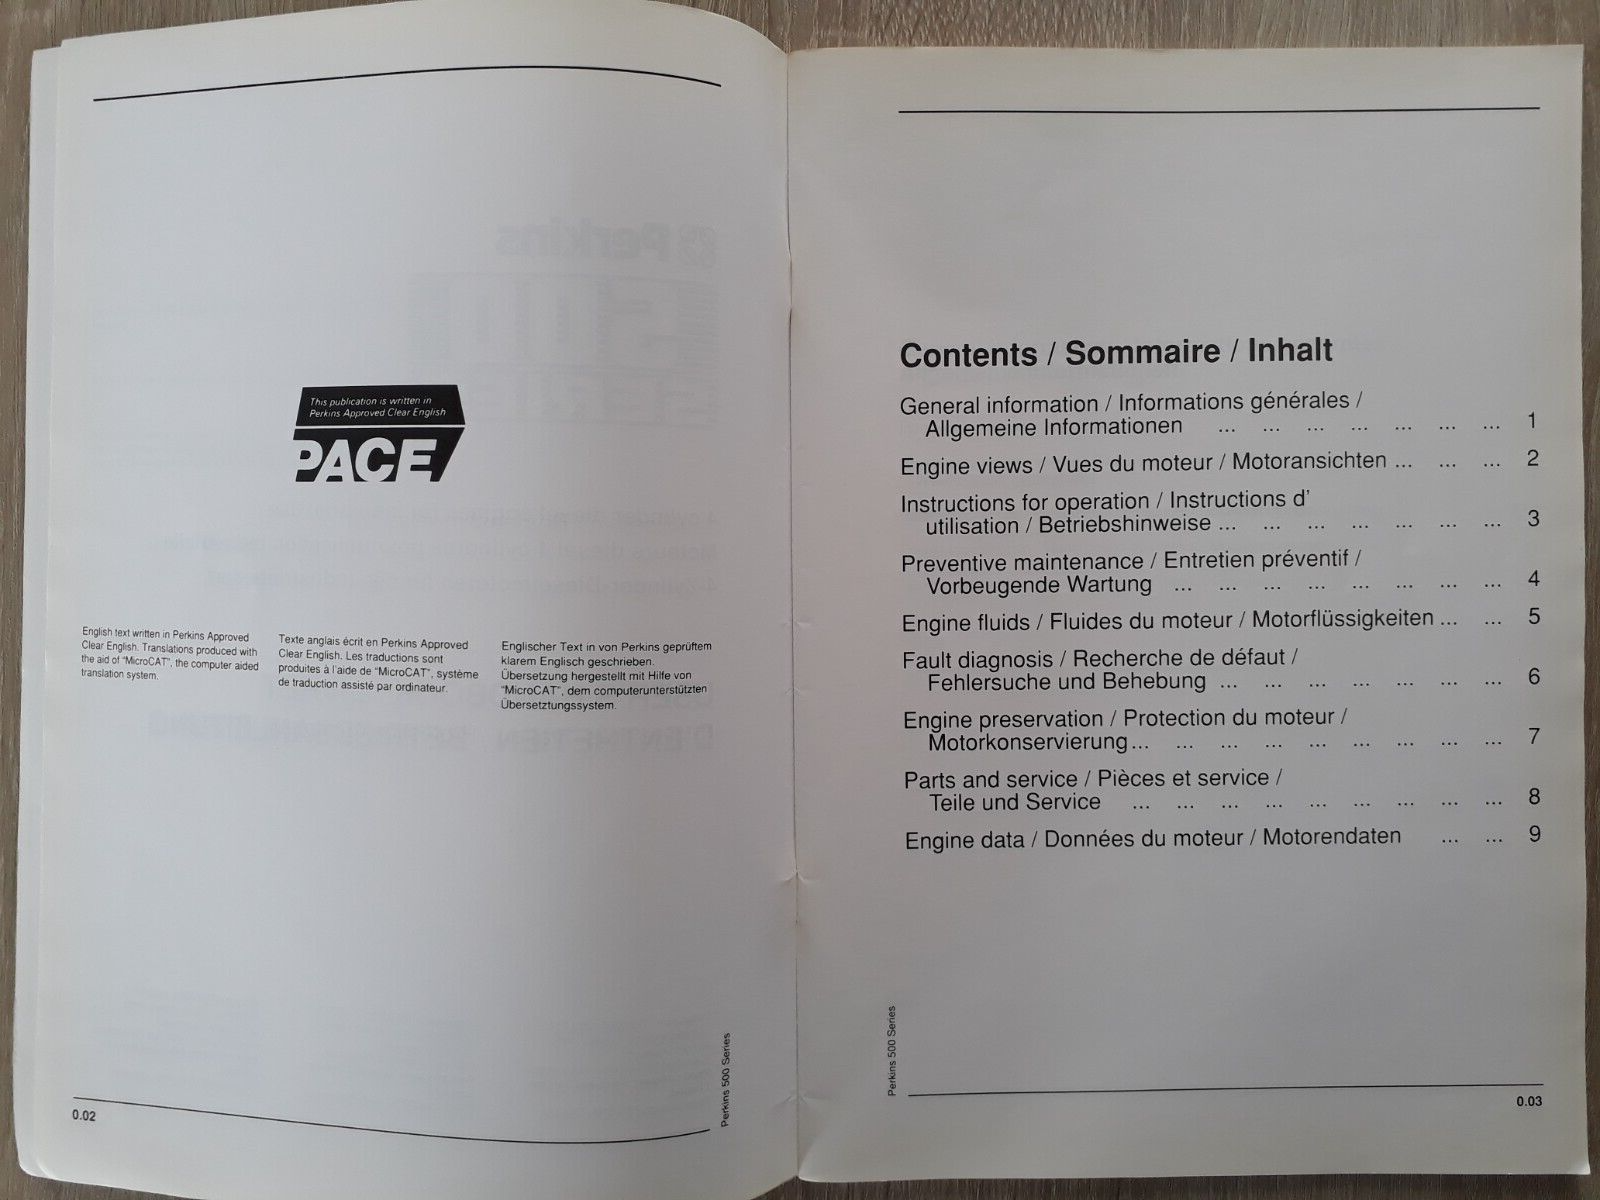 This publication is written in
Perkins Approved Clear English
PACE
English text written in Perkins Approved
Clear English. Translations produced with
the aid of "MicroCAT", the computer aided
translation system.
Texte anglais écrit en Perkins Approved
Clear English. Les traductions sont
produites à l'aide de "MicroCAT", système
de traduction assisté par ordinateur.
Englischer Text in von Perkins geprüftem
klarem Englisch geschrieben.
Übersetzung hergestellt mit Hilfe von
"MicroCAT", dem computerunterstützten
Übersetztungssystem.
Perkins 500 Series
0.02
Contents / Sommaire / Inhalt
General information / Informations générales /
Allgemeine Informationen ... ... ... ... ... ... ... 1
Engine views / Vues du moteur / Motoransichten ... ... ... 2
Instructions for operation / Instructions d'
utilisation / Betriebshinweise ... ... ... ... ... ... ... 3
Preventive maintenance / Entretien préventif /
Vorbeugende Wartung ... ... ... ... ... ... ... ... 4
Engine fluids / Fluides du moteur / Motorflüssigkeiten ... ... 5
Fault diagnosis / Recherche de défaut /
Fehlersuche und Behebung ... ... ... ... ... ... ... 6
Engine preservation / Protection du moteur /
Motorkonservierung ... ... ... ... ... ... ... ... ... 7
Parts and service / Pièces et service /
Teile und Service ... ... ... ... ... ... ... ... ... 8
Engine data / Données du moteur / Motorendaten ... ... 9
Perkins 500 Series
0.03